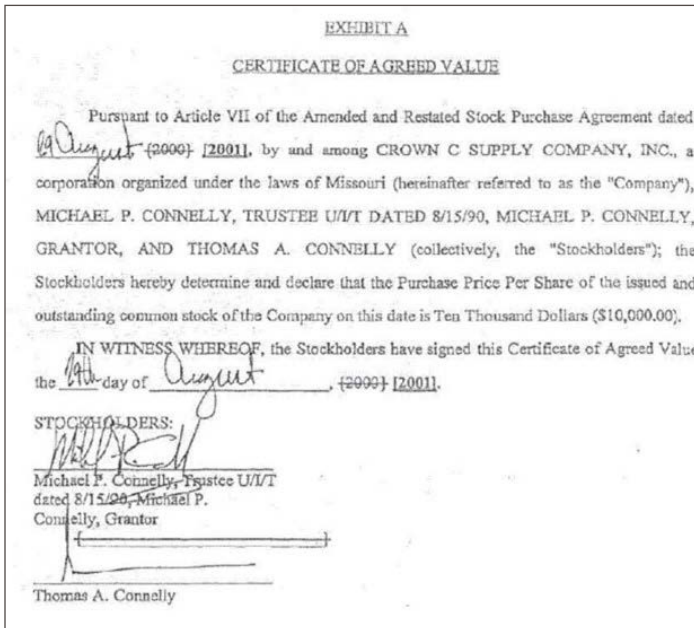 EXHIBIT A
CERTIFICATE OF AGREED VALUE
Pursuant to Article VII of the Amended and Restated Stock Purchase Agreement dated
29 August (2000) [2001], by and among CROWN C SUPPLY COMPANY, INC., a
corporation organized under the laws of Missouri (hereinafter referred to as the "Company"),
MICHAEL P. CONNELLY, TRUSTEE U/I/T DATED 8/15/90, MICHAEL P. CONNELLY,
GRANTOR, AND THOMAS A. CONNELLY (collectively, the "Stockholders"); the
Stockholders hereby determine and declare that the Purchase Price Per Share of the issued and
outstanding common stock of the Company on this date is Ten Thousand Dollars ($10,000.00).
IN WITNESS WHEREOF, the Stockholders have signed this Certificate of Agreed Value
the 29th day of August, (2000) [2001].
STOCKHOLDERS:
Michael P. Connelly, Trustee U/I/T
dated 8/15/90, Michael P.
Connelly, Grantor
Thomas A. Connelly